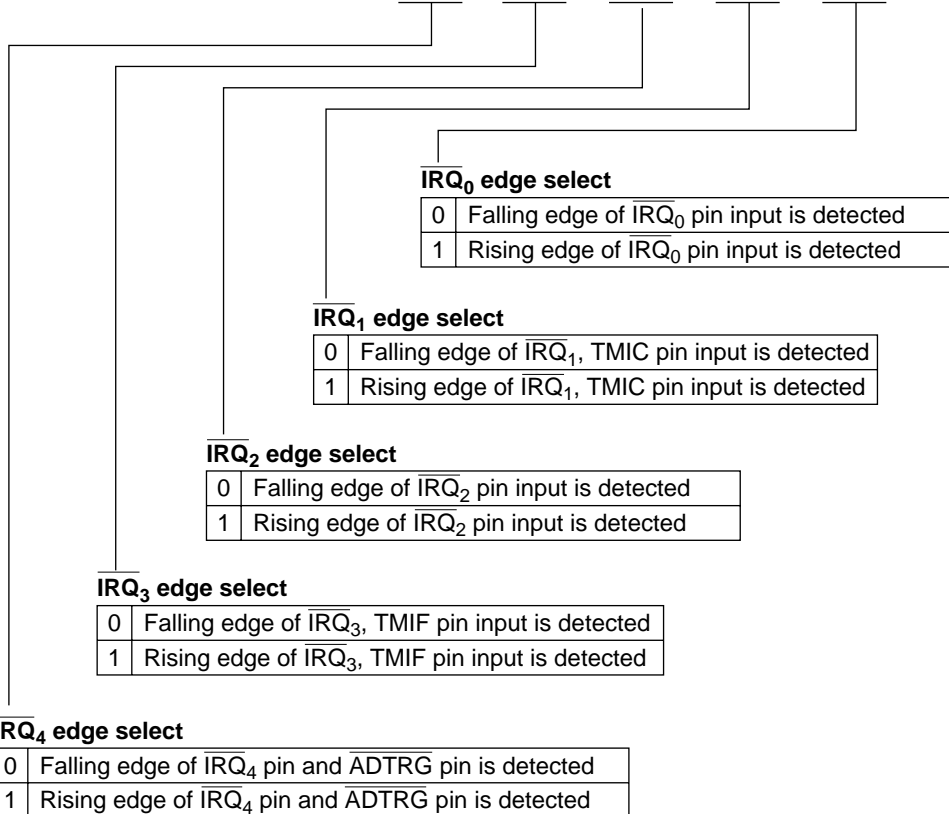 IRQ0 edge select
0 Falling edge of IRQ0 pin input is detected
1 Rising edge of IRQ0 pin input is detected
IRQ1 edge select
0 Falling edge of IRQ1, TMIC pin input is detected
1 Rising edge of IRQ1, TMIC pin input is detected
IRQ2 edge select
0 Falling edge of IRQ2 pin input is detected
1 Rising edge of IRQ2 pin input is detected
IRQ3 edge select
0 Falling edge of IRQ3, TMIF pin input is detected
1 Rising edge of IRQ3, TMIF pin input is detected
RQ4 edge select
0 Falling edge of IRQ4 pin and ADTRG pin is detected
1 Rising edge of IRQ4 pin and ADTRG pin is detected